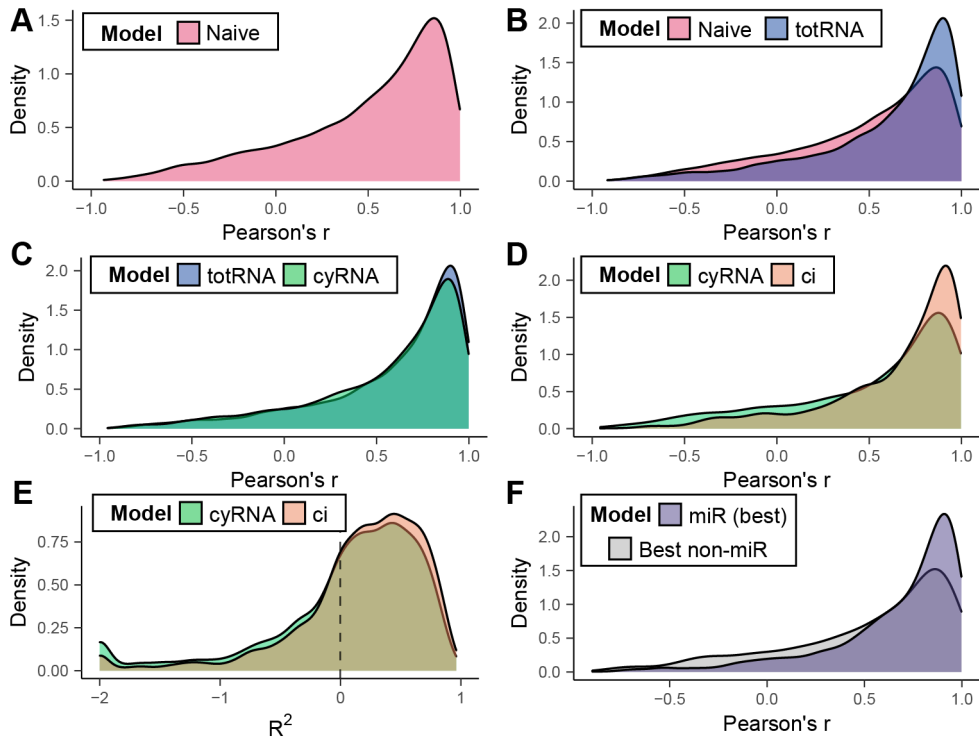 A
Model Naive
Density
1.5
1.0
0.5
0.0
−1.0 −0.5 0.0 0.5 1.0
Pearson's r
B
Model Naive totRNA
Density
2.0
1.5
1.0
0.5
0.0
−1.0 −0.5 0.0 0.5 1.0
Pearson's r
C
Model totRNA cyRNA
Density
2.0
1.5
1.0
0.5
0.0
−1.0 −0.5 0.0 0.5 1.0
Pearson's r
D
Model cyRNA ci
Density
2.0
1.5
1.0
0.5
0.0
−1.0 −0.5 0.0 0.5 1.0
Pearson's r
E
Model cyRNA ci
Density
0.75
0.50
0.25
0.00
−2 −1 0 1
R²
F
Model miR (best)
Best non-miR
Density
2.0
1.5
1.0
0.5
0.0
−0.5 0.0 0.5 1.0
Pearson's r